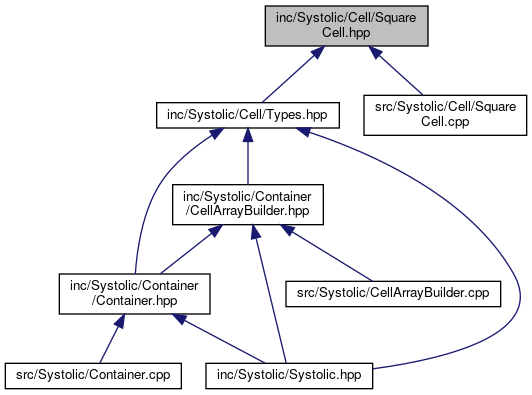 inc/Systolic/Cell/Square
Cell.hpp
inc/Systolic/Cell/Types.hpp
src/Systolic/Cell/Square
Cell.cpp
inc/Systolic/Container
/CellArrayBuilder.hpp
inc/Systolic/Container
/Container.hpp
src/Systolic/CellArrayBuilder.cpp
src/Systolic/Container.cpp
inc/Systolic/Systolic.hpp